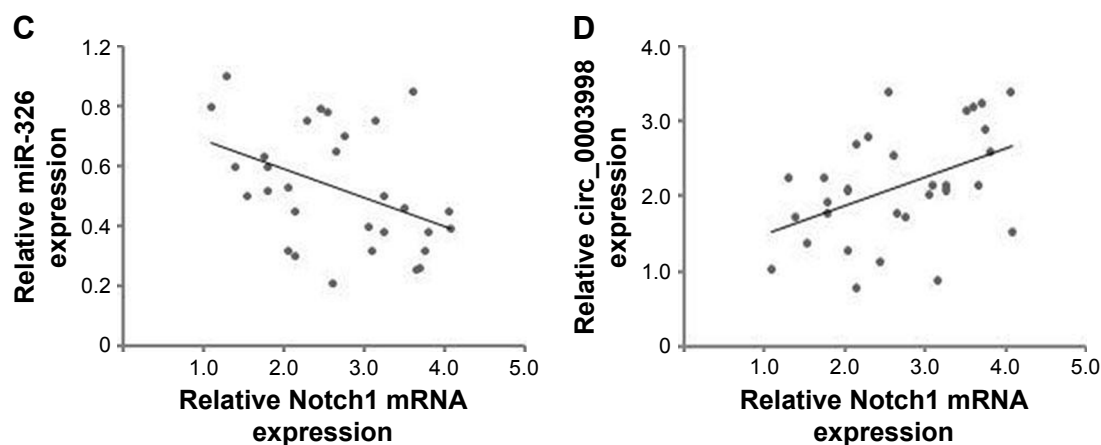 C
Relative miR-326
expression
1.2
0.8
0.6
0.4
0.2
0
1.0
2.0
3.0
4.0
5.0
Relative Notch1 mRNA
expression
D
Relative circ_0003998
expression
4.0
3.0
2.0
1.0
0
1.0
2.0
3.0
4.0
5.0
Relative Notch1 mRNA
expression